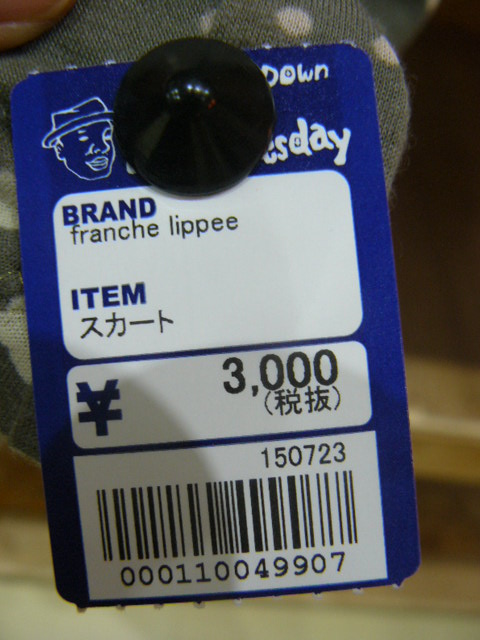 DOWN
BRAND
franche lippee
ITEM
スカート
¥ 3,000
(税抜)
150723
000110049907